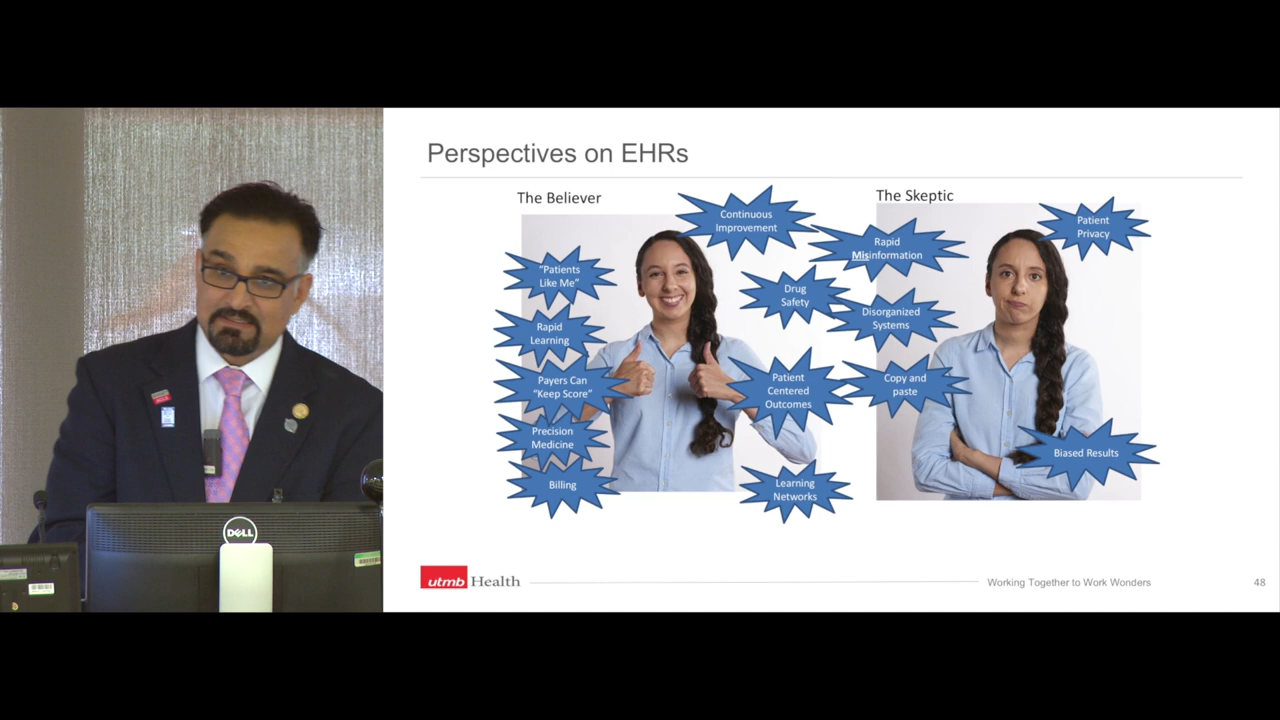 Perspectives on EHRs
The Believer
Continuous
Improvement
"Patients
Like Me"
Drug
Safety
Rapid
Learning
Payers Can
"Keep Score"
Patient
Centered
Outcomes
Precision
Medicine
Billing
Learning
Networks
The Skeptic
Patient
Privacy
Rapid
Misinformation
Disorganized
Systems
Copy and
paste
Biased Results
utmb Health
Working Together to Work Wonders
48
DELL